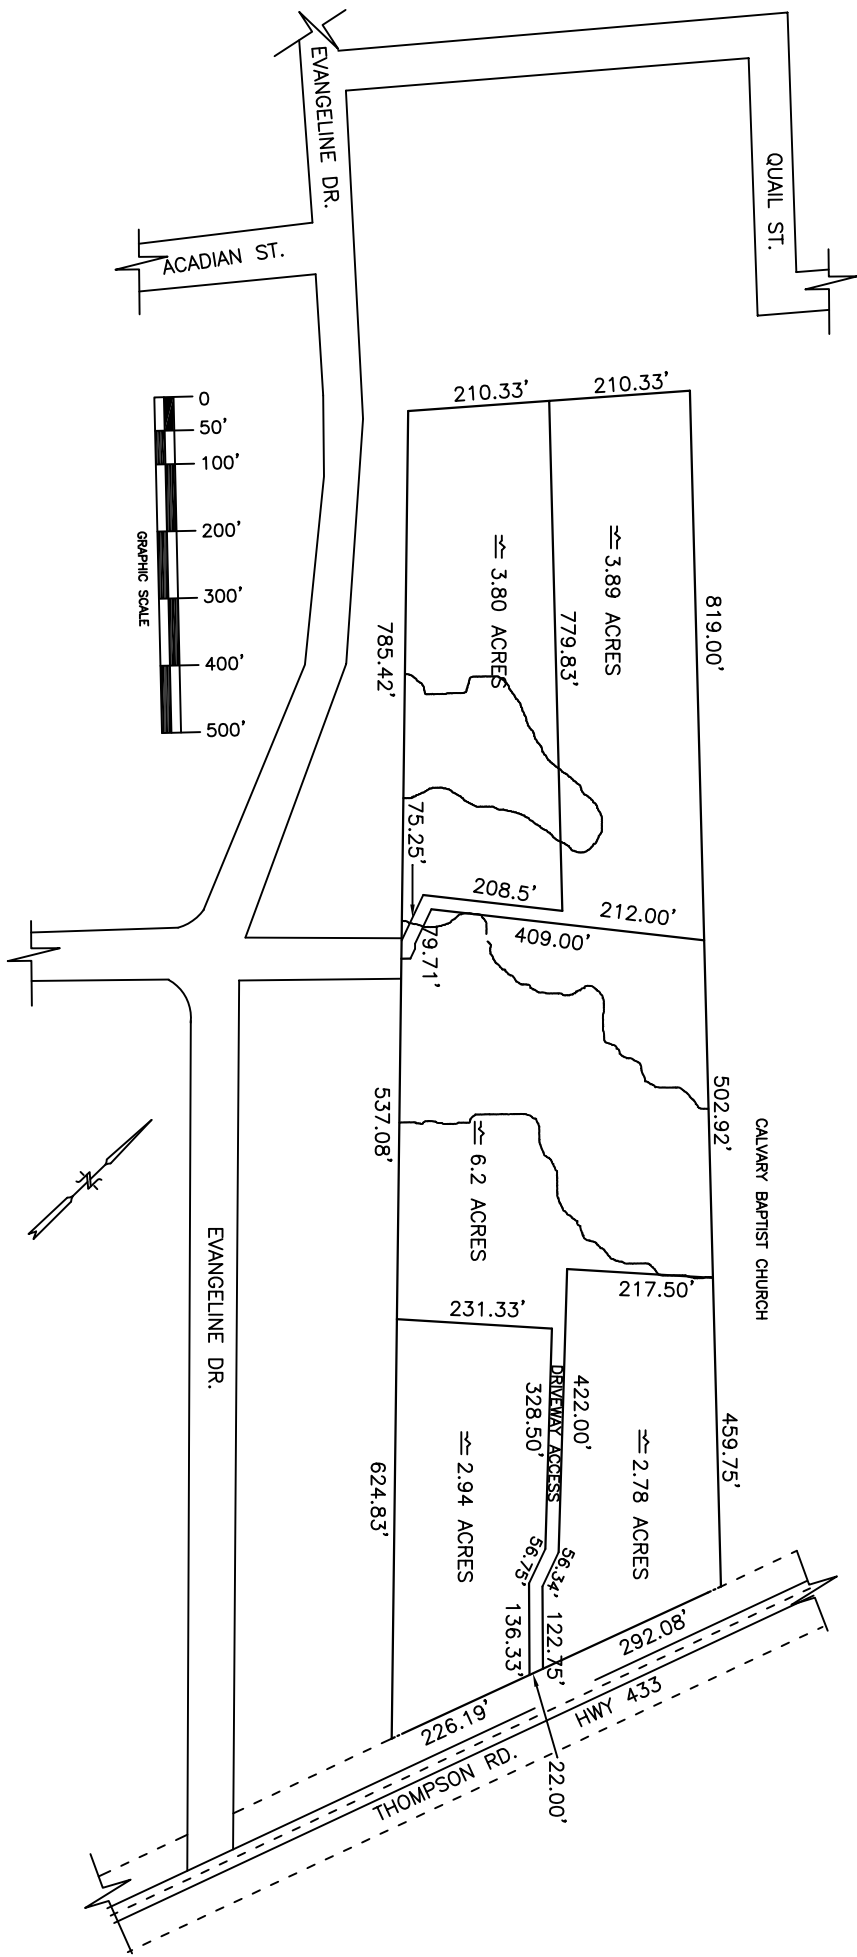 EVANGELINE DR.
QUAIL ST.
ACADIAN ST.
210.33'
210.33'
0
50'
100'
200'
300'
400'
500'
GRAPHIC SCALE
3.80 ACRES
3.89 ACRES
785.42'
779.83'
819.00'
75.25'
208.5'
212.00'
409.00'
79.71'
537.08'
502.92'
6.2 ACRES
CALVARY BAPTIST CHURCH
N
EVANGELINE DR.
231.33'
217.50'
DRIVEWAY ACCESS
328.50'
422.00'
459.75'
2.94 ACRES
2.78 ACRES
624.83'
56.75'
56.34'
136.33'
122.75'
292.08'
226.19'
HWY 433
THOMPSON RD.
22.00'